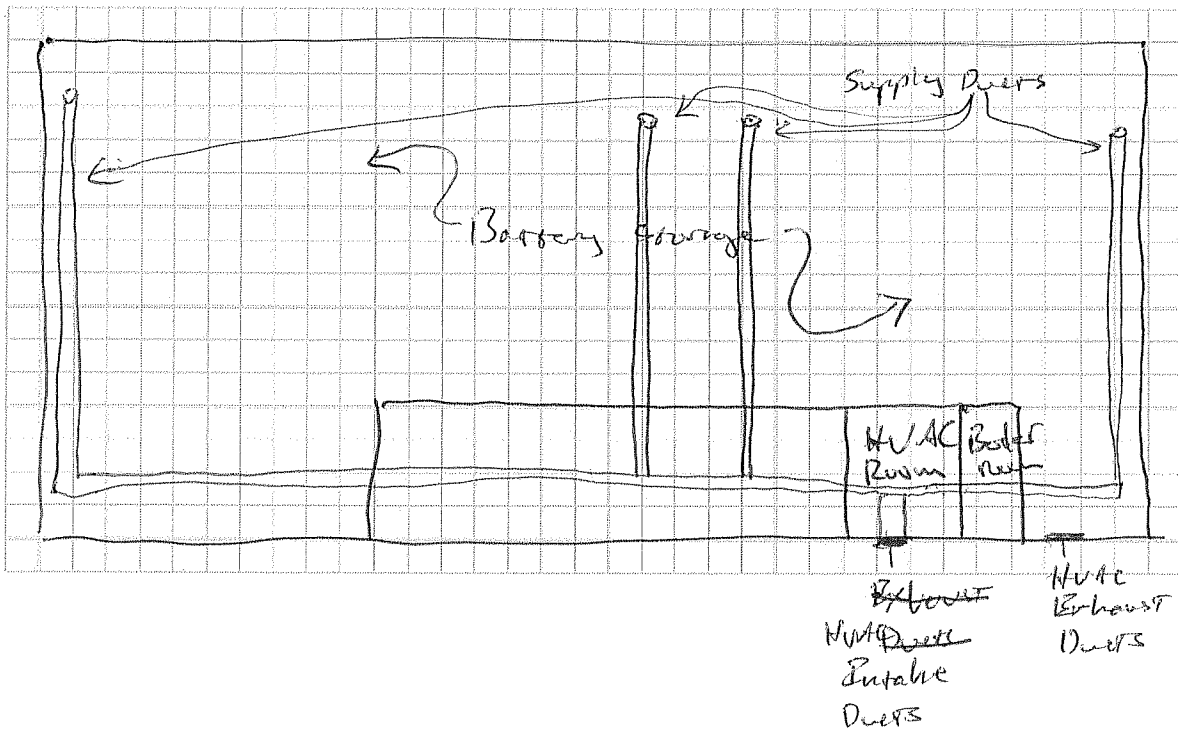 Supply Ducts
Battery Storage
HVAC
Room
Boiler
Room
Exhaust
HVAC Ducts
Intake
Ducts
HVAC
Exhaust
Ducts